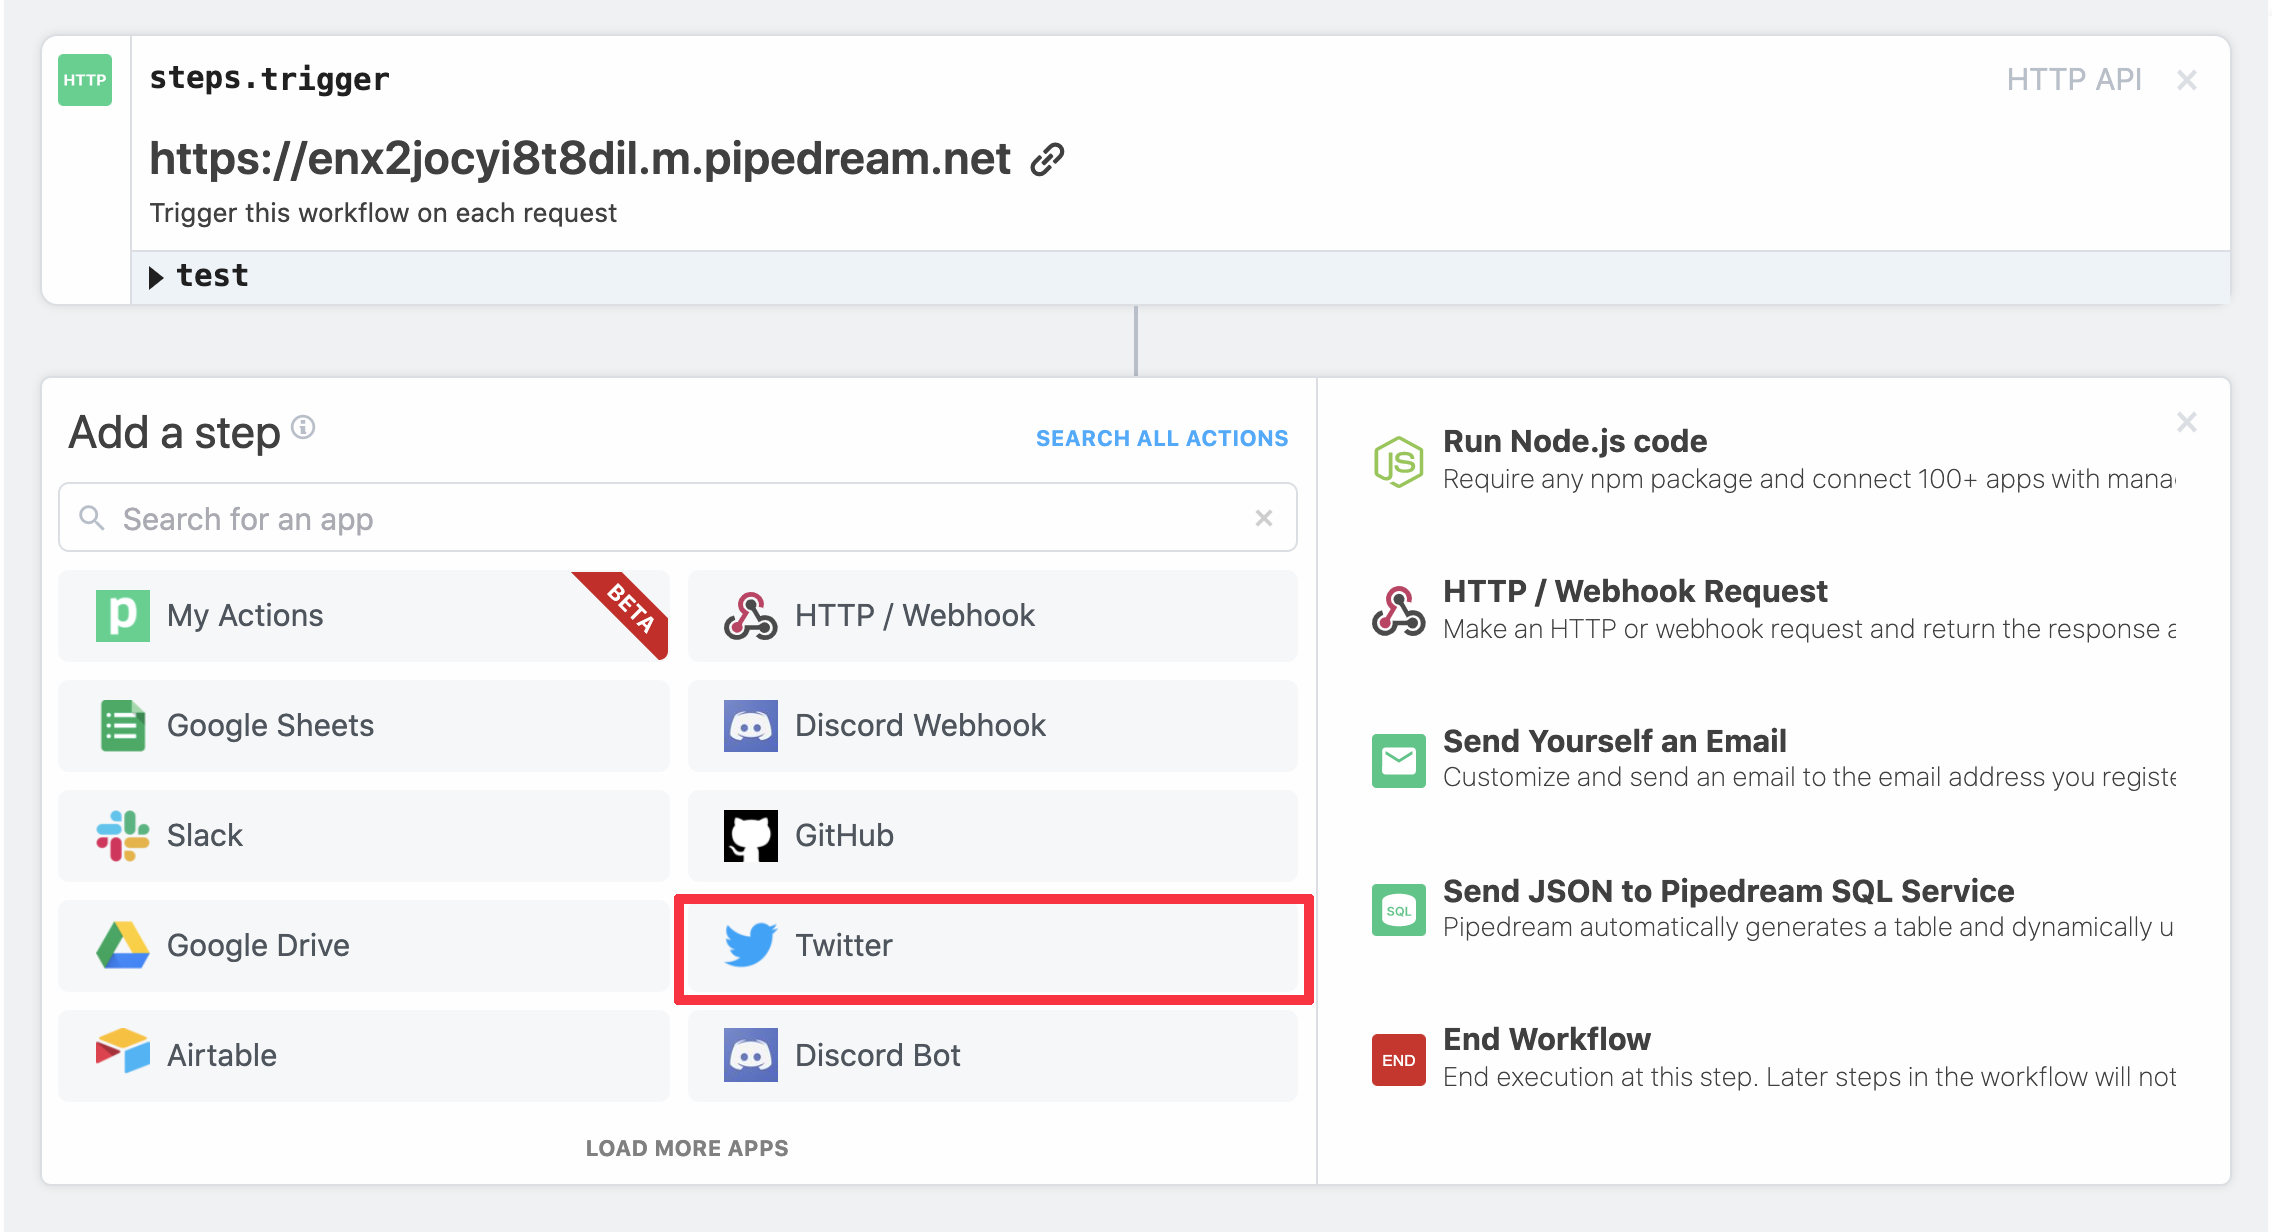 HTTP
steps.trigger
HTTP API
https://enx2jocyi8t8dil.m.pipedream.net
Trigger this workflow on each request
test
Add a step
SEARCH ALL ACTIONS
Search for an app
My Actions
BETA
HTTP / Webhook
Google Sheets
Discord Webhook
Slack
GitHub
Google Drive
Twitter
Airtable
Discord Bot
LOAD MORE APPS
JS
Run Node.js code
Require any npm package and connect 100+ apps with mana
HTTP / Webhook Request
Make an HTTP or webhook request and return the response a
Send Yourself an Email
Customize and send an email to the email address you registe
SQL
Send JSON to Pipedream SQL Service
Pipedream automatically generates a table and dynamically u
END
End Workflow
End execution at this step. Later steps in the workflow will not